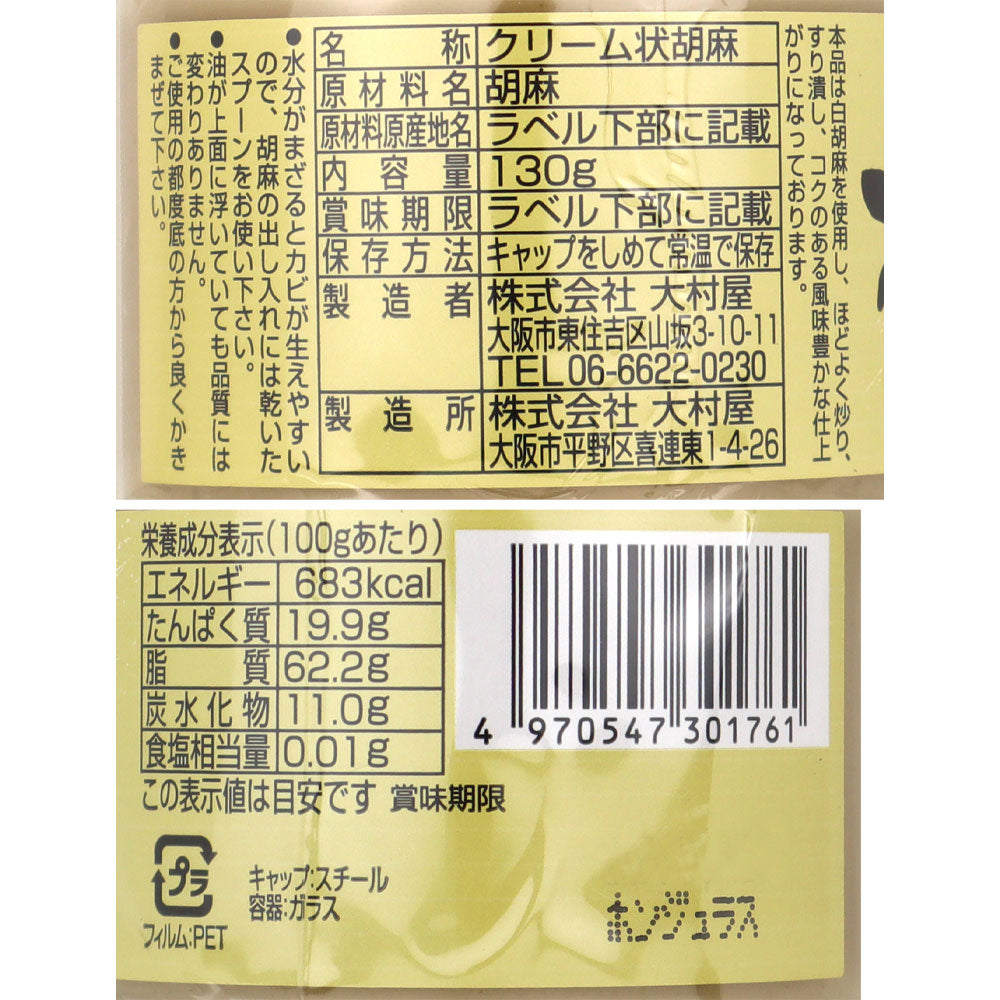 本品は白胡麻を使用し、ほどよく炒り、
すり潰し、コクのある風味豊かな仕上
がりになっております。
名称 クリーム状胡麻
原材料名 胡麻
原材料原産地名 ラベル下部に記載
内容量 130g
賞味期限 ラベル下部に記載
保存方法 キャップをしめて常温で保存
製造者 株式会社 大村屋
大阪市東住吉区山坂3-10-11
TEL 06-6622-0230
製造所 株式会社 大村屋
大阪市平野区喜連東1-4-26
●水分がまざるとカビが生えやすい
ので、胡麻の出し入れには乾いた
スプーンをお使い下さい。
●油が上面に浮いていても品質には
変わりありません。
●ご使用の都度底の方から良くかき
まぜて下さい。
栄養成分表示(100gあたり)
エネルギー 683kcal
たんぱく質 19.9g
脂質 62.2g
炭水化物 11.0g
食塩相当量 0.01g
この表示値は目安です 賞味期限
4 970547 301761
プラ
フィルム:PET
キャップ:スチール
容器:ガラス
ホンジュラス